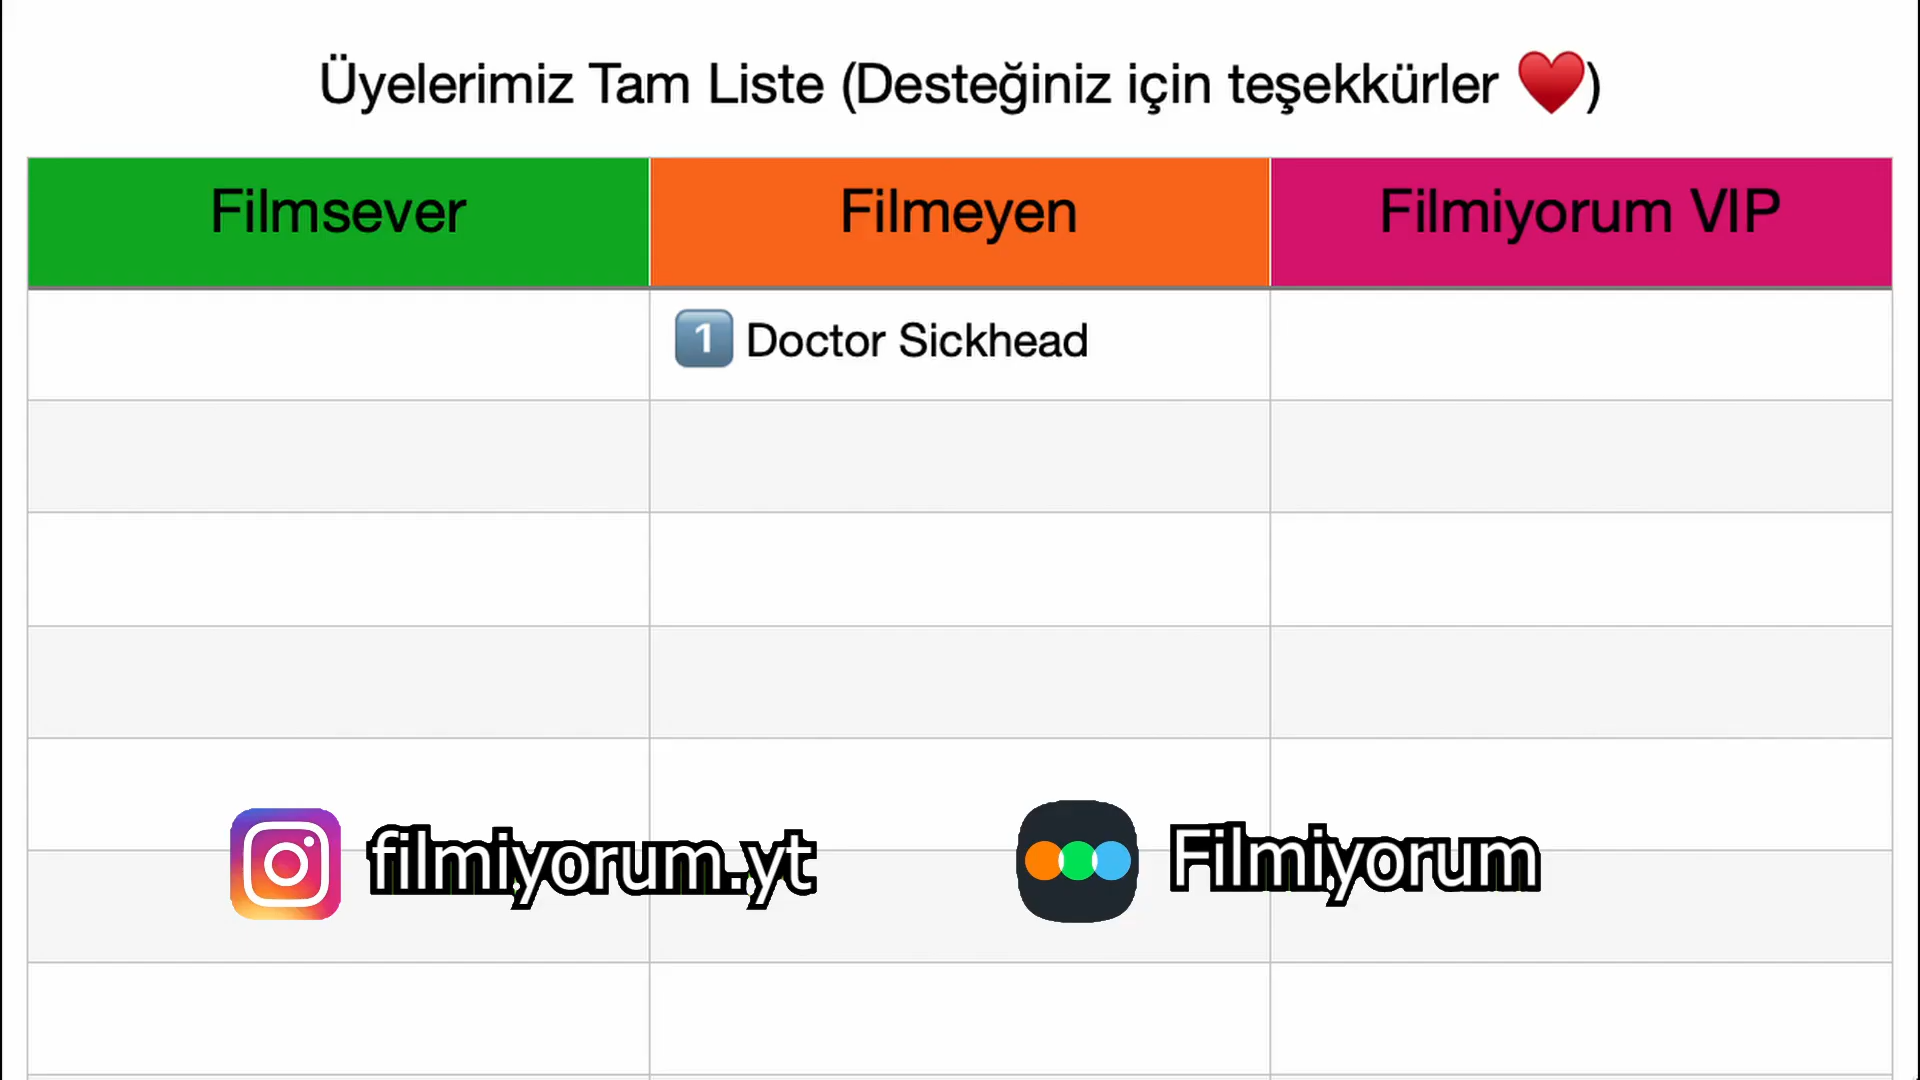 Üyelerimiz Tam Liste (Desteğiniz için teşekkürler ❤️)
Filmsever Filmeyen Filmiyorum VIP
1️⃣ Doctor Sickhead
filmiyorum.yt Filmiyorum